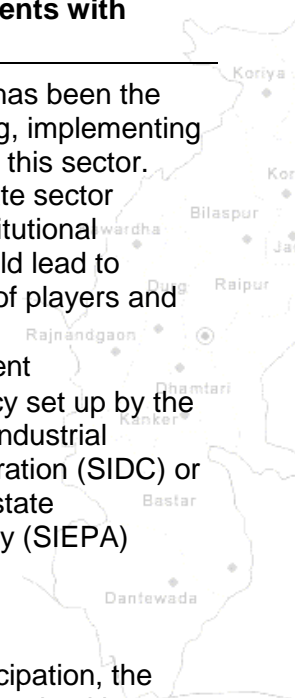 ents with
has been the
g, implementing
this sector.
te sector
itutional
ld lead to
of players and
ent
cy set up by the
ndustrial
ration (SIDC) or
state
y (SIEPA)
cipation, the
Koriya
Kor
Bilaspur
wardha
Ja
Durg
Raipur
Rajnandgaon
Dhamtari
Kanker
Bastar
Dantewada